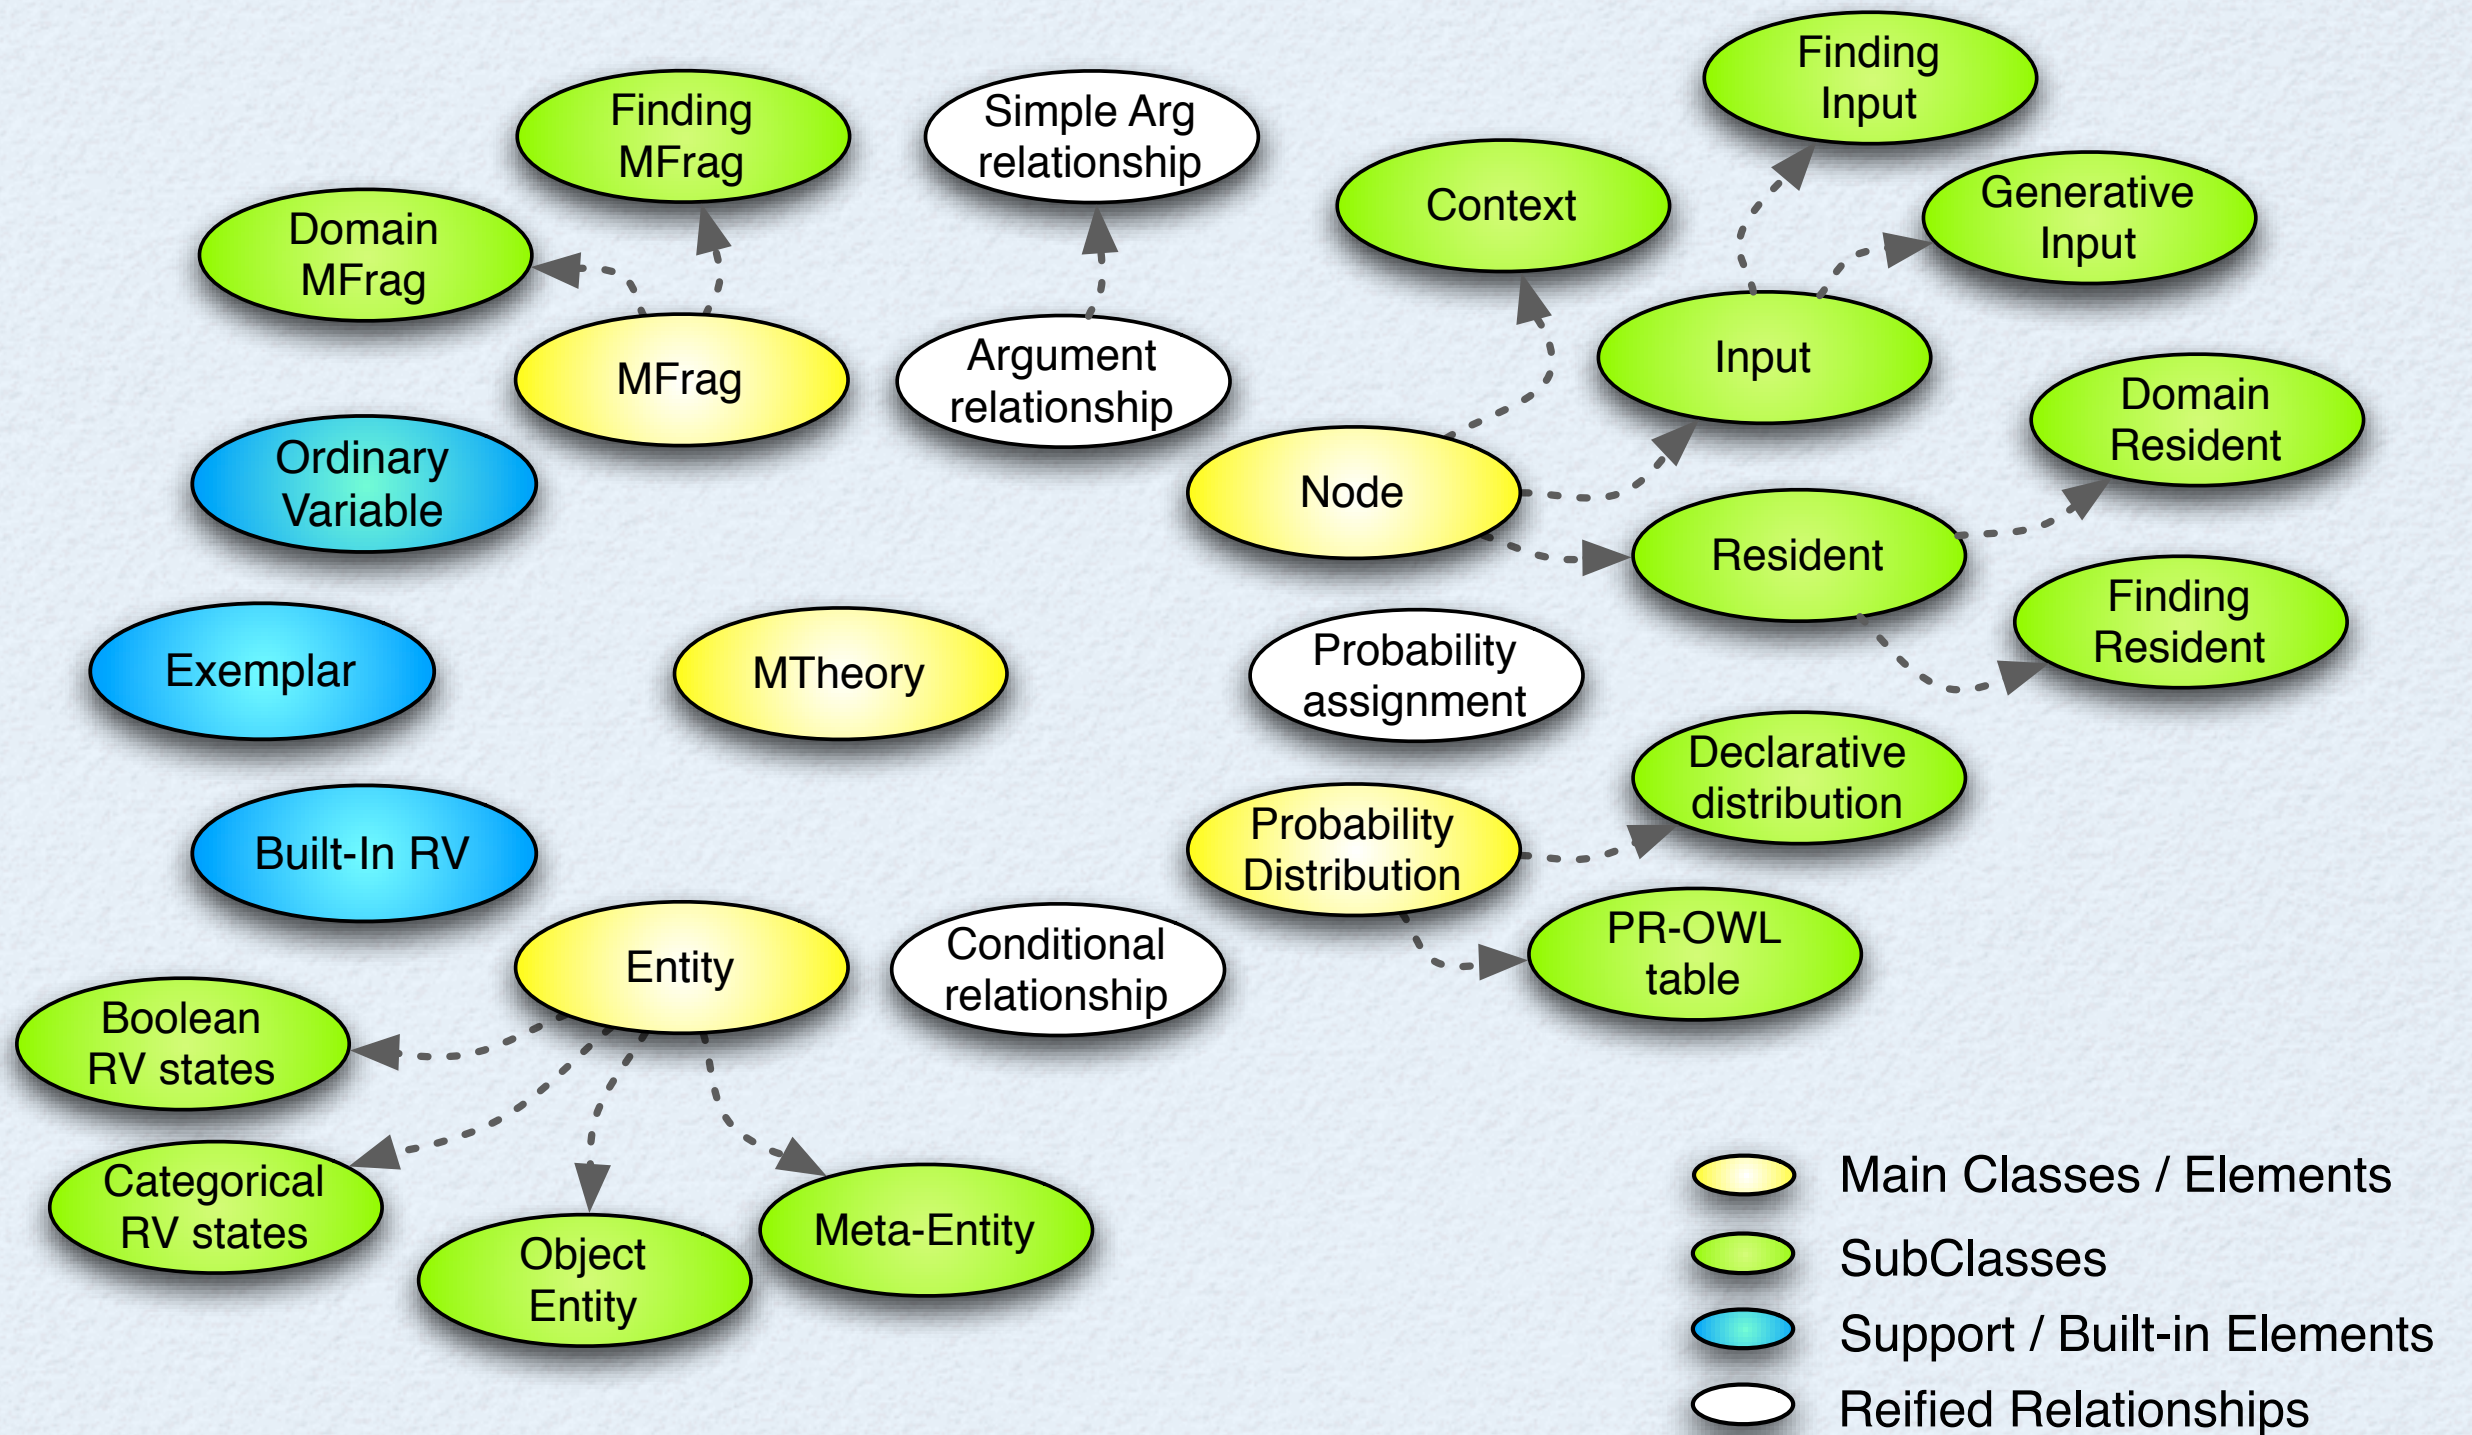 Finding
Input
Finding
MFrag
Simple Arg
relationship
Context
Generative
Input
Domain
MFrag
MFrag
Argument
relationship
Input
Domain
Resident
Ordinary
Variable
Node
Resident
Finding
Resident
Exemplar
MTheory
Probability
assignment
Declarative
distribution
Built-In RV
Probability
Distribution
Entity
Conditional
relationship
PR-OWL
table
Boolean
RV states
Categorical
RV states
Object
Entity
Meta-Entity
Main Classes / Elements
SubClasses
Support / Built-in Elements
Reified Relationships